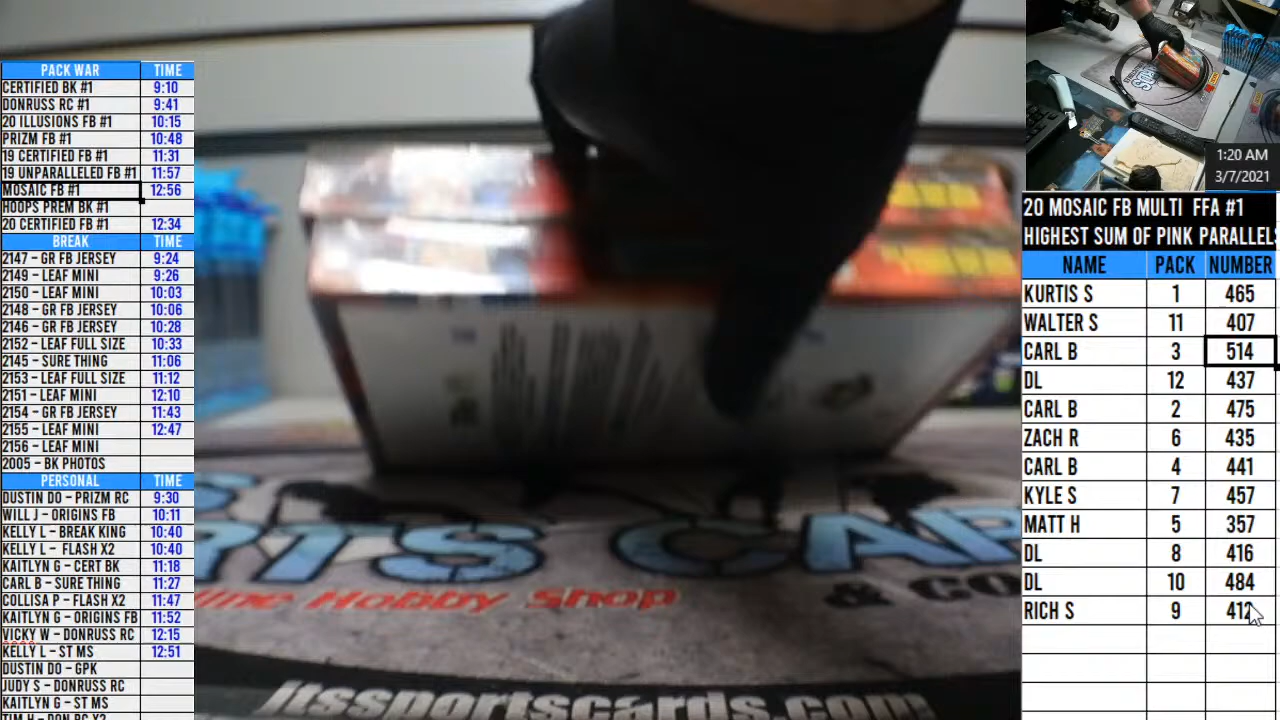 PACK WAR TIME
CERTIFIED BK #1 9:10
DONRUSS RC #1 9:41
20 ILLUSIONS FB #1 10:15
PRIZM FB #1 10:48
19 CERTIFIED FB #1 11:31
19 UNPARALLELED FB #1 11:57
MOSAIC FB #1 12:56
HOOPS PREM BK #1
20 CERTIFIED FB #1 12:34
BREAK TIME
2147 - GR FB JERSEY 9:24
2149 - LEAF MINI 9:26
2150 - LEAF MINI 10:03
2148 - GR FB JERSEY 10:06
2146 - GR FB JERSEY 10:28
2152 - LEAF FULL SIZE 10:33
2145 - SURE THING 11:06
2153 - LEAF FULL SIZE 11:12
2151 - LEAF MINI 12:10
2154 - GR FB JERSEY 11:43
2155 - LEAF MINI 12:47
2156 - LEAF MINI
2005 - BK PHOTOS
PERSONAL TIME
DUSTIN DO - PRIZM RC 9:30
WILL J - ORIGINS FB 10:11
KELLY L - BREAK KING 10:40
KELLY L - FLASH X2 10:40
KAITLYN G - CERT BK 11:18
CARL B - SURE THING 11:27
COLLISA P - FLASH X2 11:47
KAITLYN G - ORIGINS FB 11:52
VICKY W - DONRUSS RC 12:15
KELLY L - ST MS 12:51
DUSTIN DO - GPK
JUDY S - DONRUSS RC
KAITLYN G - ST MS
TIM H - DON RC X2
S
RTS CAR
& CO
line Hobby Shop
jtssportscards.com
1:20 AM
3/7/2021
20 MOSAIC FB MULTI FFA #1
HIGHEST SUM OF PINK PARALLELS
NAME PACK NUMBER
KURTIS S 1 465
WALTER S 11 407
CARL B 3 514
DL 12 437
CARL B 2 475
ZACH R 6 435
CARL B 4 441
KYLE S 7 457
MATT H 5 357
DL 8 416
DL 10 484
RICH S 9 412